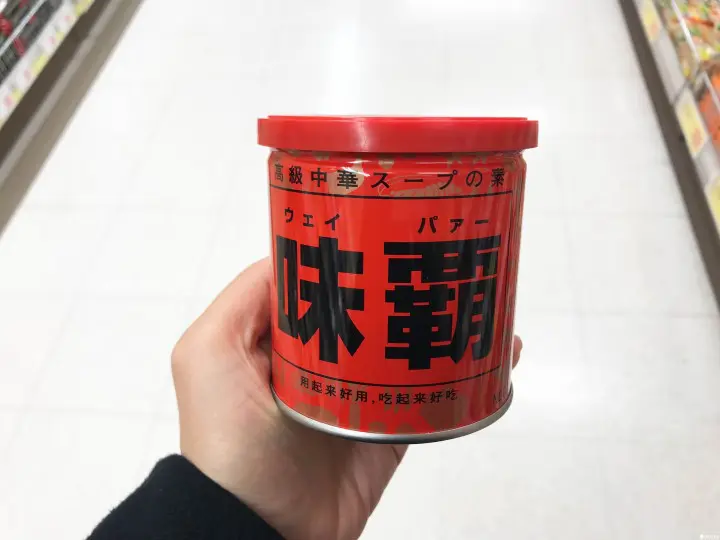 高級中華スープの素
ウェイ パァー
味覇
用起来好用,吃起来好吃